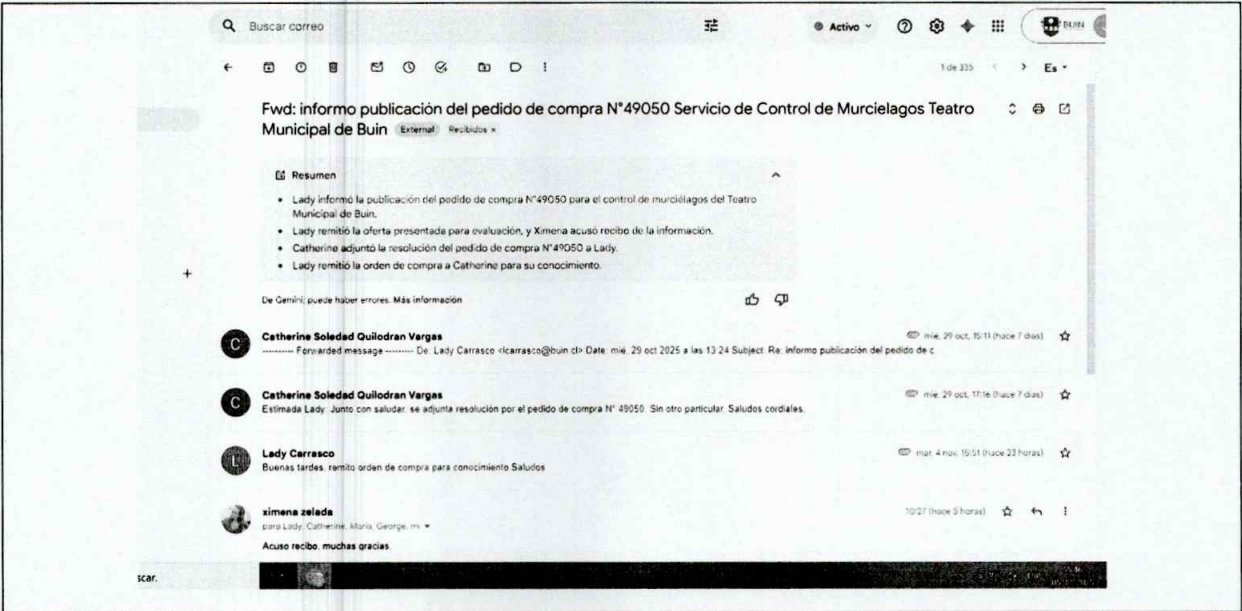 Buscar correo
Activo
BUIN
1 de 335
Es
Fwd: informo publicación del pedido de compra N°49050 Servicio de Control de Murcielagos Teatro
Municipal de Buin External Recibidos x
Resumen
• Lady informó la publicación del pedido de compra N°49050 para el control de murciélagos del Teatro
Municipal de Buin.
• Lady remitió la oferta presentada para evaluación, y Ximena acusó recibo de la información.
• Catherine adjuntó la resolución del pedido de compra N°49050 a Lady.
• Lady remitió la orden de compra a Catherine para su conocimiento.
De Gemini; puede haber errores. Más información
C
Catherine Soledad Quilodran Vargas
mié, 29 oct, 15:11 (hace 7 días)
---------- Forwarded message --------- De: Lady Carrasco <lcarrasco@buin.cl> Date: mié, 29 oct 2025 a las 13:24 Subject: Re: informo publicación del pedido de c
C
Catherine Soledad Quilodran Vargas
mié, 29 oct, 17:16 (hace 7 días)
Estimada Lady: Junto con saludar, se adjunta resolución por el pedido de compra N° 49050. Sin otro particular. Saludos cordiales.
L
Lady Carrasco
mar, 4 nov, 15:51 (hace 23 horas)
Buenas tardes, remito orden de compra para conocimiento Saludos
ximena zelada
10:27 (hace 5 horas)
para Lady, Catherine, Maria, George, mí
Acuso recibo, muchas gracias.
scar.